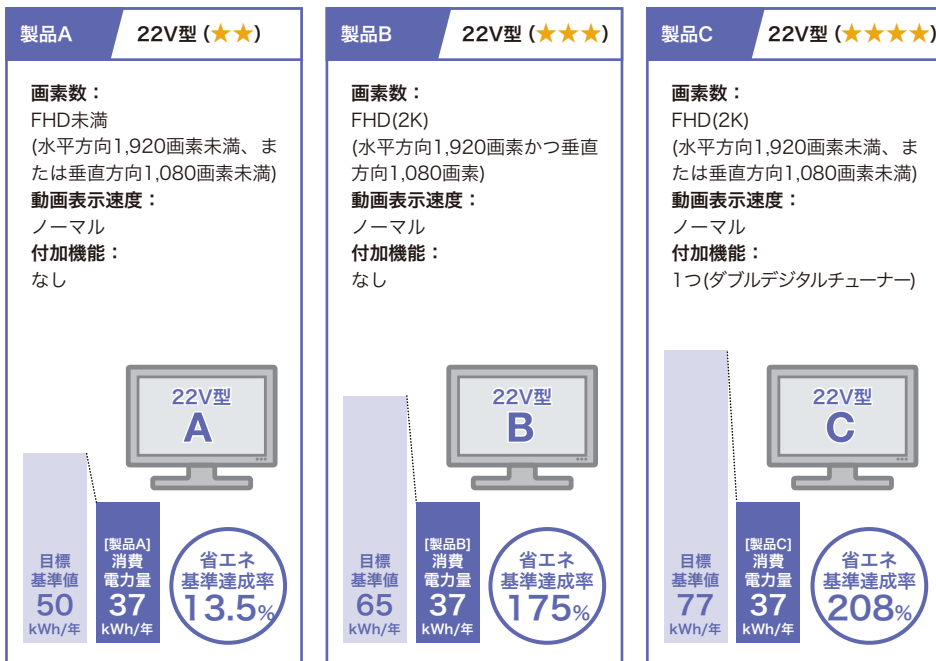 製品A
22V型 (★★)
画素数：
FHD未満
(水平方向1,920画素未満、ま
たは垂直方向1,080画素未満)
動画表示速度：
ノーマル
付加機能：
なし
22V型
A
目標
基準値
50
kWh/年
[製品A]
消費
電力量
37
kWh/年
省エネ
基準達成率
13.5%
製品B
22V型 (★★★)
画素数：
FHD(2K)
(水平方向1,920画素かつ垂直
方向1,080画素)
動画表示速度：
ノーマル
付加機能：
なし
22V型
B
目標
基準値
65
kWh/年
[製品B]
消費
電力量
37
kWh/年
省エネ
基準達成率
175%
製品C
22V型 (★★★★)
画素数：
FHD(2K)
(水平方向1,920画素未満、ま
たは垂直方向1,080画素未満)
動画表示速度：
ノーマル
付加機能：
1つ(ダブルデジタルチューナー)
22V型
C
目標
基準値
77
kWh/年
[製品C]
消費
電力量
37
kWh/年
省エネ
基準達成率
208%